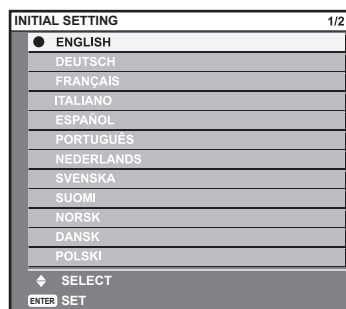 INITIAL SETTING 1/2
ENGLISH
DEUTSCH
FRANÇAIS
ITALIANO
ESPAÑOL
PORTUGUÊS
NEDERLANDS
SVENSKA
SUOMI
NORSK
DANSK
POLSKI
SELECT
ENTER SET